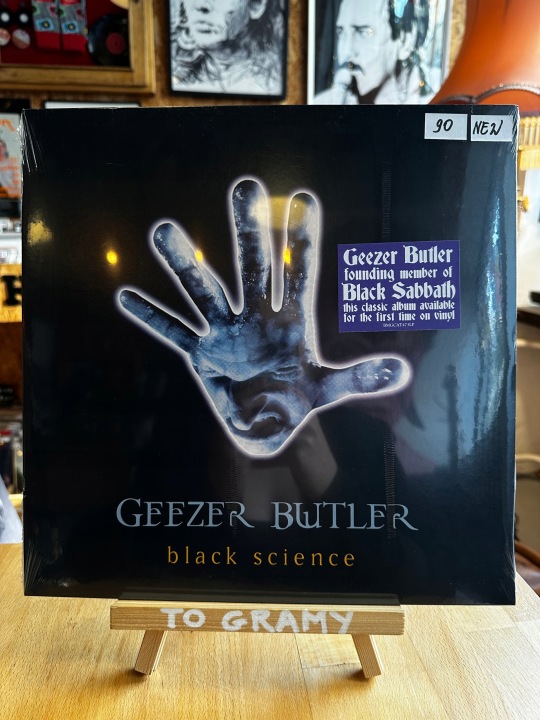 90 NEW
Geezer Butler
founding member of
Black Sabbath
this classic album available
for the first time on vinyl
BMGCAT473LP
GEEZER BUTLER
black science
TO GRAMY